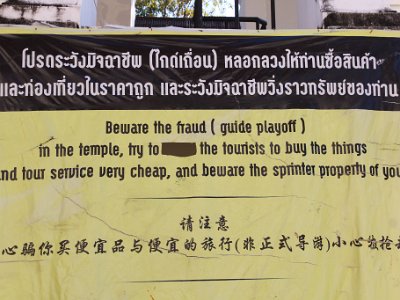 โปรดระวังมิจฉาชีพ (ไกด์เถื่อน) หลอกลวงให้ท่านซื้อสินค้า
และท่องเที่ยวในราคาถูก และระวังมิจฉาชีพวิ่งราวทรัพย์ของท่าน
Beware the fraud ( guide playoff )
in the temple, try to the tourists to buy the things
and tour service very cheap, and beware the sprinter property of you
请注意
心骗你买便宜品与便宜的旅行(非正式导游)小心被抢